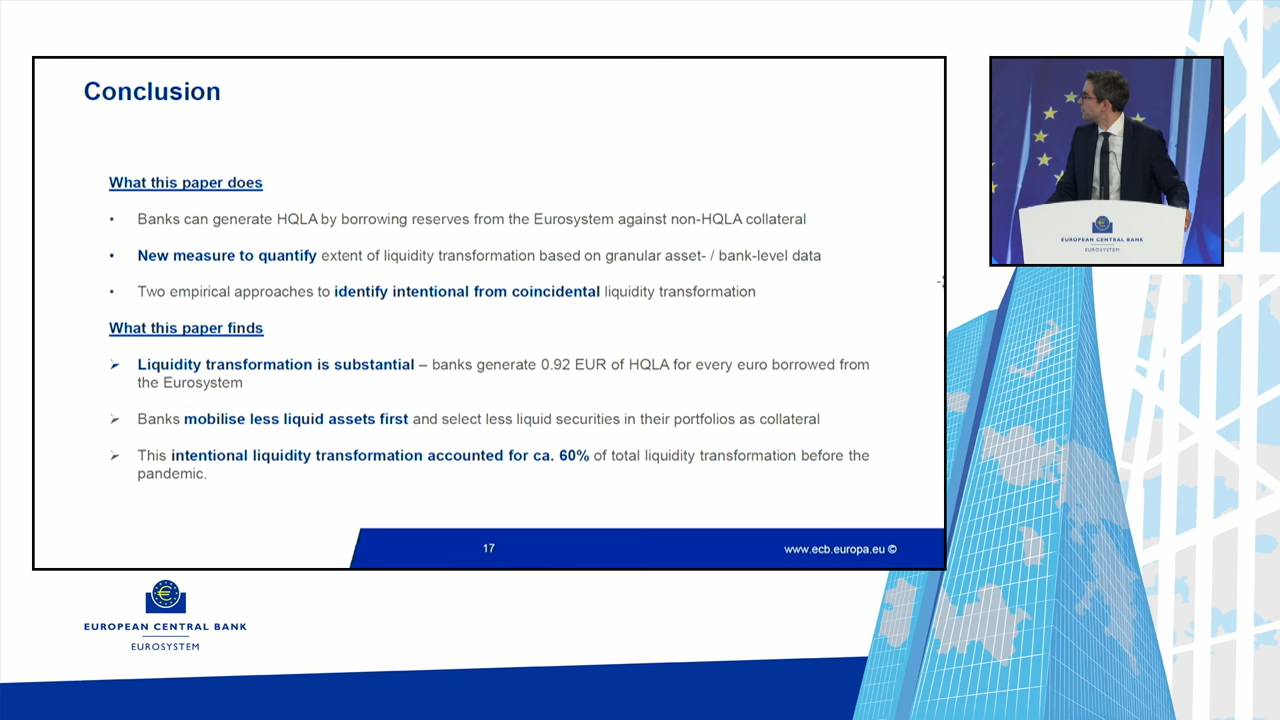 Conclusion
What this paper does
• Banks can generate HQLA by borrowing reserves from the Eurosystem against non-HQLA collateral
• New measure to quantify extent of liquidity transformation based on granular asset- / bank-level data
• Two empirical approaches to identify intentional from coincidental liquidity transformation
What this paper finds
➢ Liquidity transformation is substantial – banks generate 0.92 EUR of HQLA for every euro borrowed from
the Eurosystem
➢ Banks mobilise less liquid assets first and select less liquid securities in their portfolios as collateral
➢ This intentional liquidity transformation accounted for ca. 60% of total liquidity transformation before the
pandemic.
17
www.ecb.europa.eu ©
EUROPEAN CENTRAL BANK
EUROSYSTEM
EUROPEAN CENTRAL BANK
EUROSYSTEM